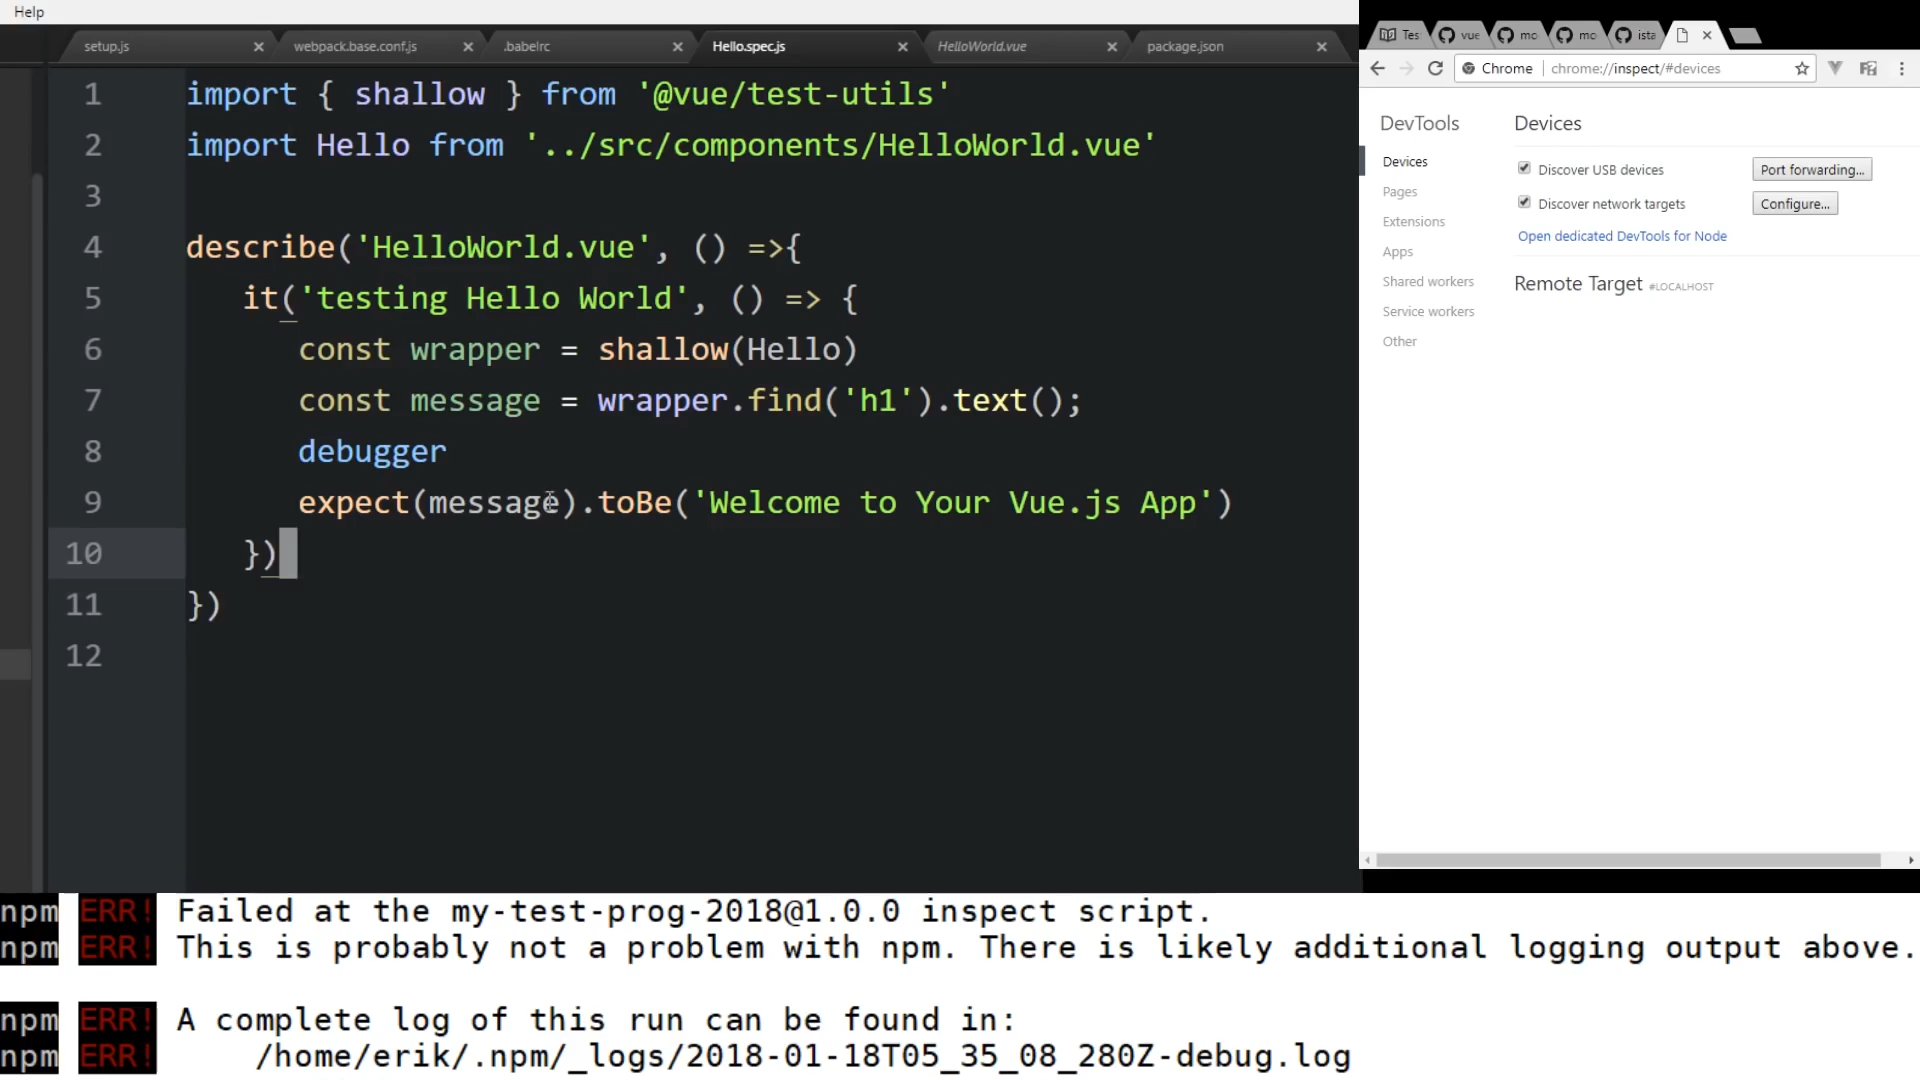 Help
setup.js
webpack.base.conf.js
.babelrc
Hello.spec.js
HelloWorld.vue
package.json
1 import { shallow } from '@vue/test-utils'
2 import Hello from '../src/components/HelloWorld.vue'
3
4 describe('HelloWorld.vue', () =>{
5 it('testing Hello World', () => {
6 const wrapper = shallow(Hello)
7 const message = wrapper.find('h1').text();
8 debugger
9 expect(message).toBe('Welcome to Your Vue.js App')
10 })
11 })
12
Tes vue mo mo ista
Chrome chrome://inspect/#devices
DevTools
Devices
Pages
Extensions
Apps
Shared workers
Service workers
Other
Devices
Discover USB devices Port forwarding...
Discover network targets Configure...
Open dedicated DevTools for Node
Remote Target #LOCALHOST
npm ERR! Failed at the my-test-prog-2018@1.0.0 inspect script.
npm ERR! This is probably not a problem with npm. There is likely additional logging output above.
npm ERR! A complete log of this run can be found in:
npm ERR! /home/erik/.npm/_logs/2018-01-18T05_35_08_280Z-debug.log